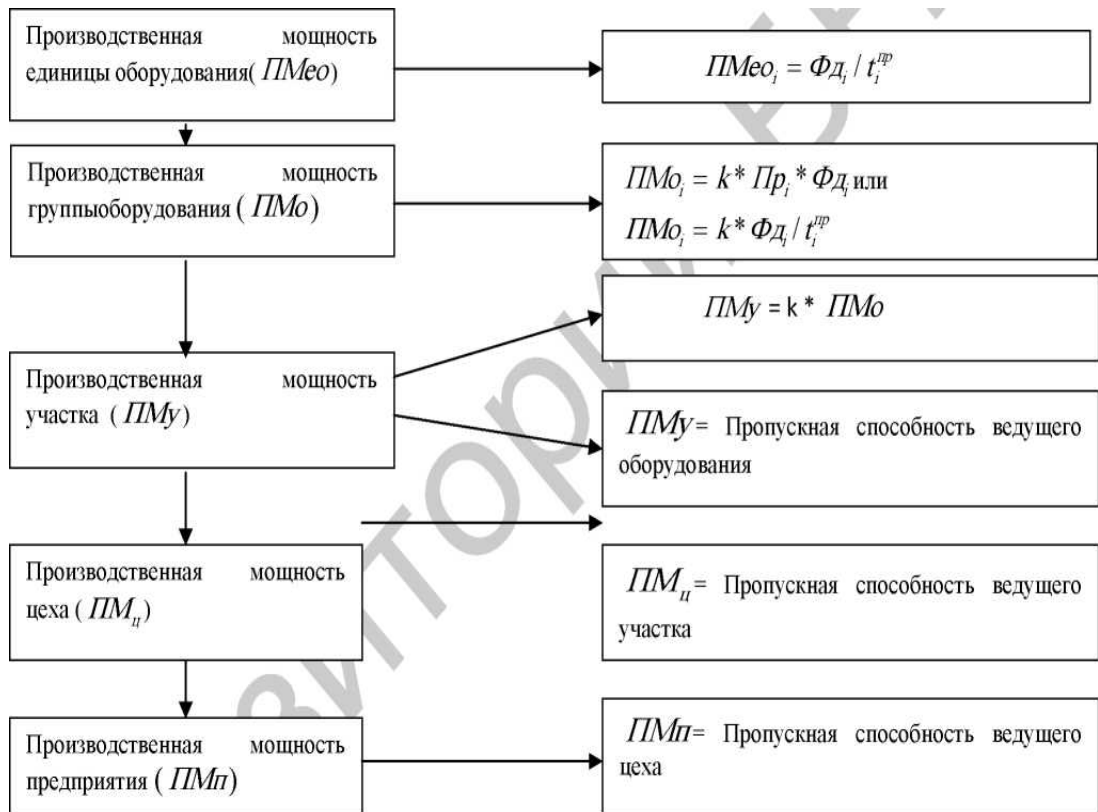 Производственная мощность
единицы оборудования( ПМео)
ПМео_i = Фд_i / t_i^пр
Производственная мощность
группыоборудования ( ПМо)
ПМо_i = k* Пр_i * Фд_i или
ПМо_i = k* Фд_i / t_i^пр
Производственная мощность
участка ( ПМу)
ПМу = k * ПМо
ПМу= Пропускная способность ведущего
оборудования
Производственная мощность
цеха ( ПМ_ц)
ПМ_ц= Пропускная способность ведущего
участка
Производственная мощность
предприятия ( ПМп)
ПМп= Пропускная способность ведущего
цеха